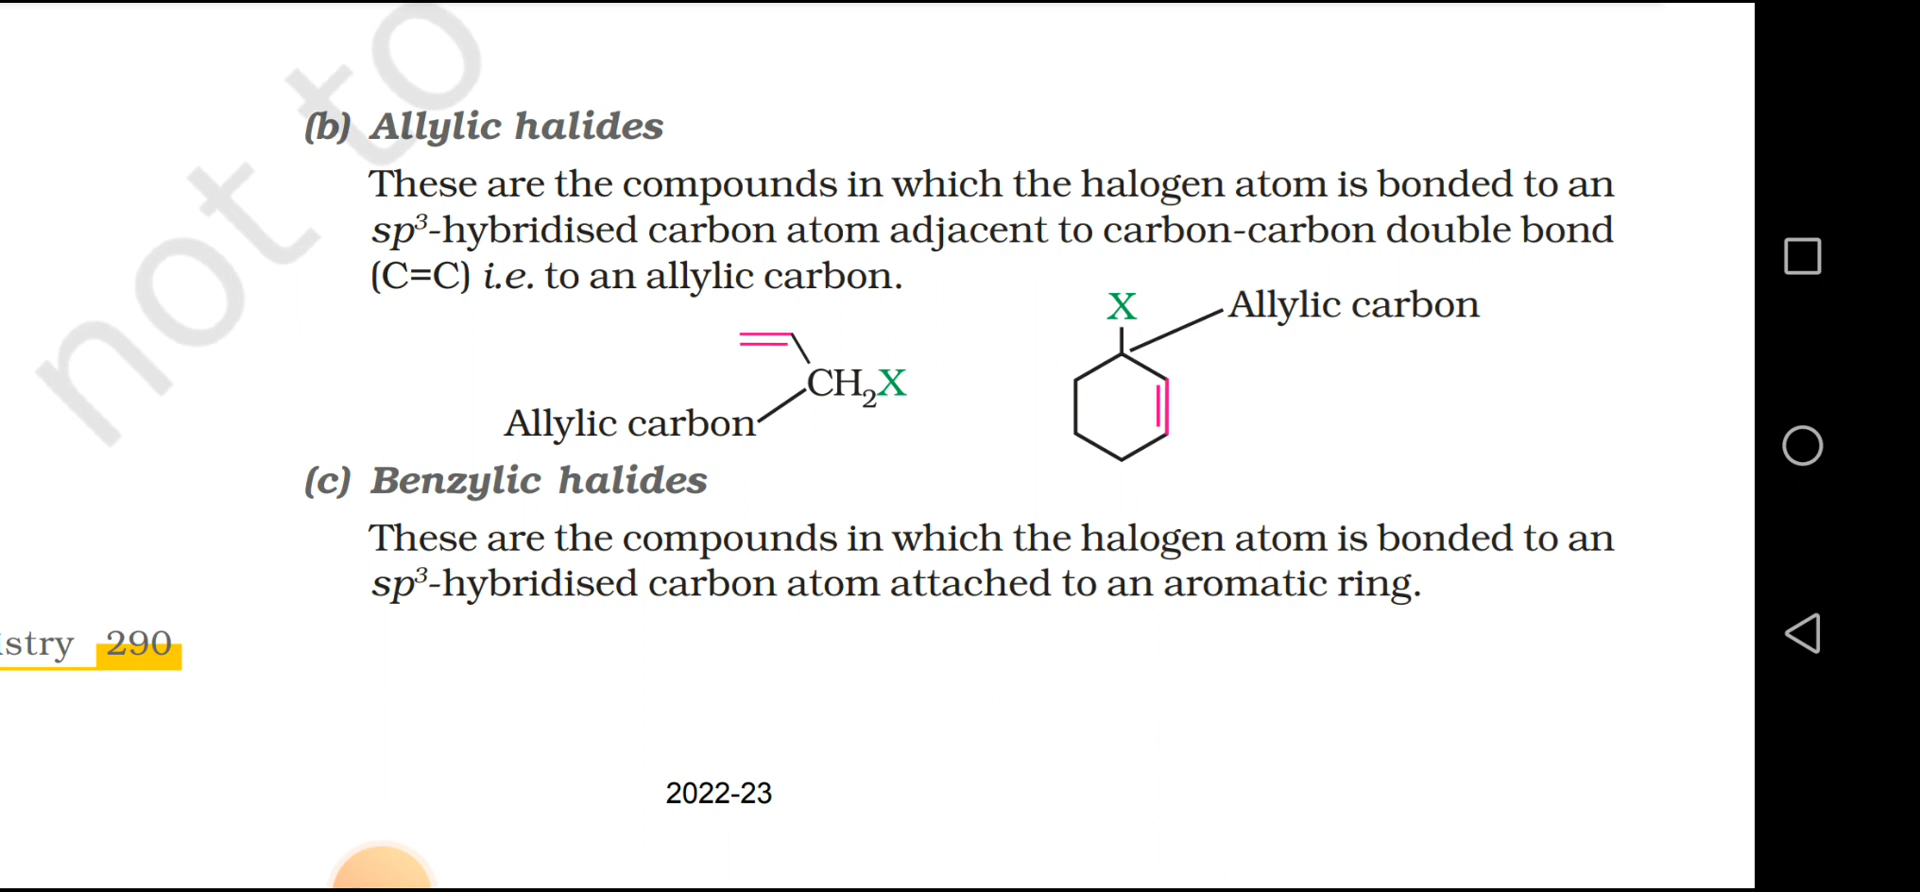 not to
(b) Allylic halides
These are the compounds in which the halogen atom is bonded to an
sp³-hybridised carbon atom adjacent to carbon-carbon double bond
(C=C) i.e. to an allylic carbon.
X Allylic carbon
CH₂X
Allylic carbon
(c) Benzylic halides
These are the compounds in which the halogen atom is bonded to an
sp³-hybridised carbon atom attached to an aromatic ring.
istry 290
2022-23